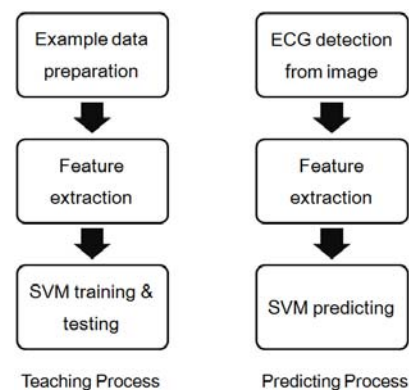 Example data
preparation
Feature
extraction
SVM training &
testing
Teaching Process
ECG detection
from image
Feature
extraction
SVM predicting
Predicting Process